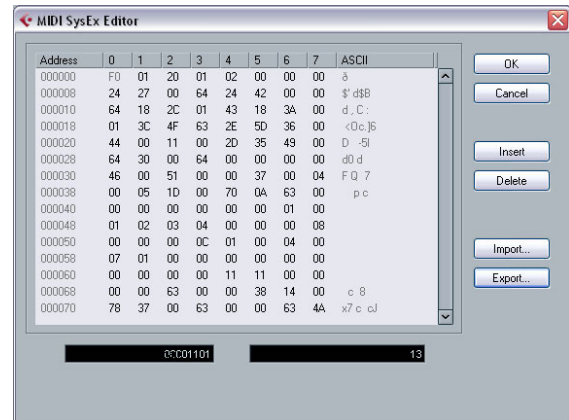 MIDI SysEx Editor
Address 0 1 2 3 4 5 6 7 ASCII
000000 F0 01 20 01 02 00 00 00 ð
000008 24 27 00 64 24 42 00 00 $' d$B
000010 64 18 2C 01 43 18 3A 00 d , C :
000018 01 3C 4F 63 2E 5D 36 00 <Oc.]6
000020 44 00 11 00 2D 35 49 00 D -5I
000028 64 30 00 64 00 00 00 00 d0 d
000030 46 00 51 00 00 37 00 04 F Q 7
000038 00 05 1D 00 70 0A 63 00 p c
000040 00 00 00 00 00 00 01 00
000048 01 02 03 04 00 00 00 08
000050 00 00 00 0C 01 00 04 00
000058 07 01 00 00 00 00 00 00
000060 00 00 00 00 11 11 00 00
000068 00 00 63 00 00 38 14 00 c 8
000070 78 37 00 63 00 00 63 4A x7 c cJ
OK
Cancel
Insert
Delete
Import...
Export...
13